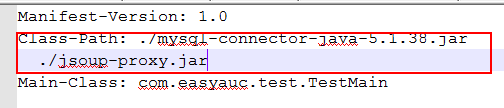 Manifest-Version: 1.0
Class-Path: ./mysql-connector-java-5.1.38.jar
  ./jsoup-proxy.jar
Main-Class: com.easyauc.test.TestMain